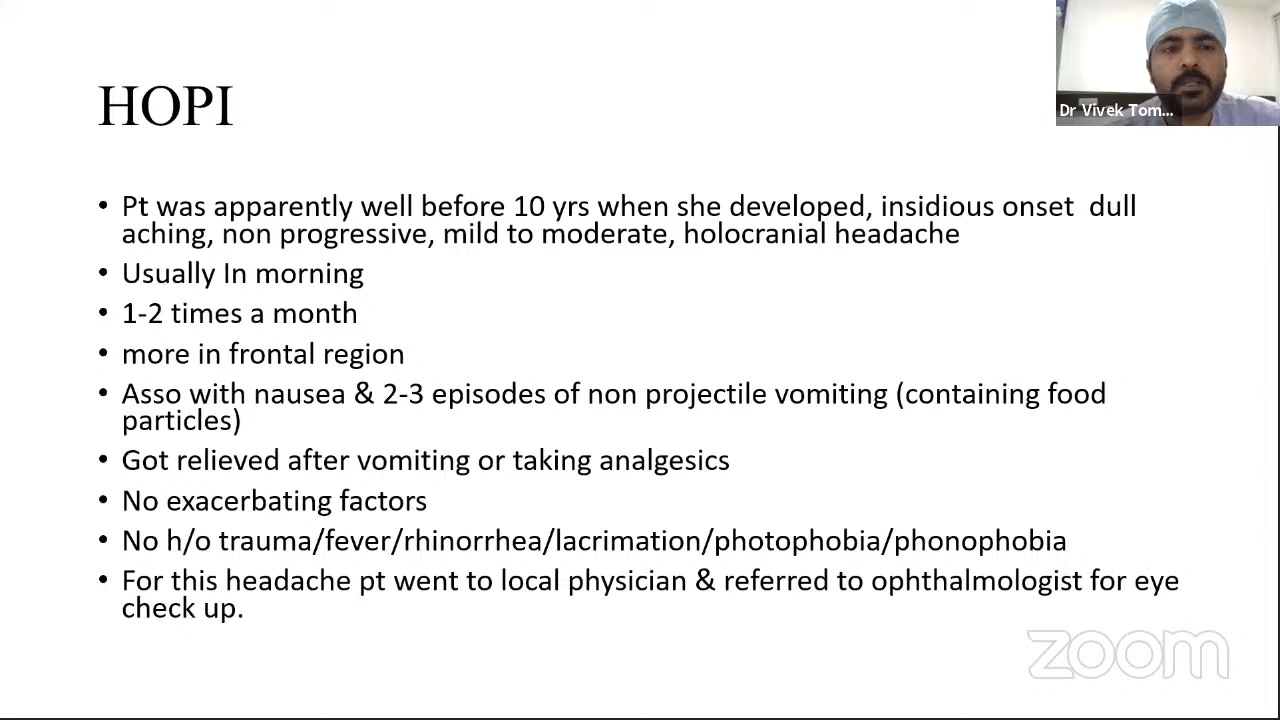 HOPI
Dr Vivek Tom...
• Pt was apparently well before 10 yrs when she developed, insidious onset  dull
aching, non progressive, mild to moderate, holocranial headache
• Usually In morning
• 1-2 times a month
• more in frontal region
• Asso with nausea & 2-3 episodes of non projectile vomiting (containing food
particles)
• Got relieved after vomiting or taking analgesics
• No exacerbating factors
• No h/o trauma/fever/rhinorrhea/lacrimation/photophobia/phonophobia
• For this headache pt went to local physician & referred to ophthalmologist for eye
check up.
zoom